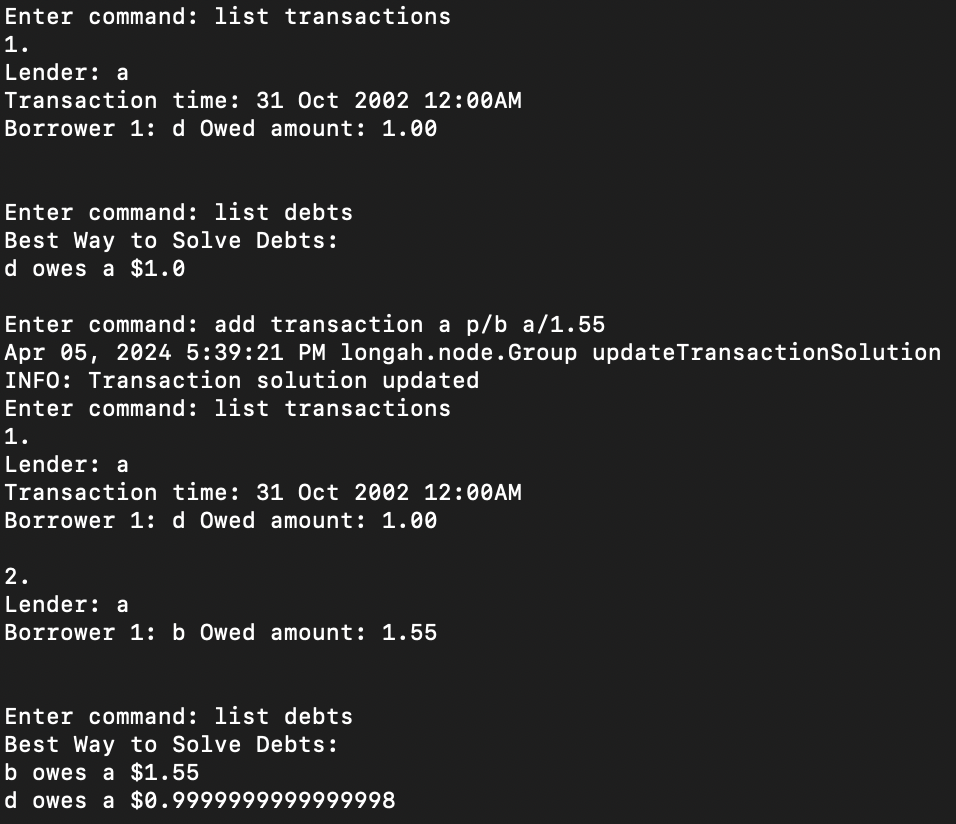 Enter command: list transactions
1.
Lender: a
Transaction time: 31 Oct 2002 12:00AM
Borrower 1: d Owed amount: 1.00
Enter command: list debts
Best Way to Solve Debts:
d owes a $1.0
Enter command: add transaction a p/b a/1.55
Apr 05, 2024 5:39:21 PM longah.node.Group updateTransactionSolution
INFO: Transaction solution updated
Enter command: list transactions
1.
Lender: a
Transaction time: 31 Oct 2002 12:00AM
Borrower 1: d Owed amount: 1.00
2.
Lender: a
Borrower 1: b Owed amount: 1.55
Enter command: list debts
Best Way to Solve Debts:
b owes a $1.55
d owes a $0.9999999999999998